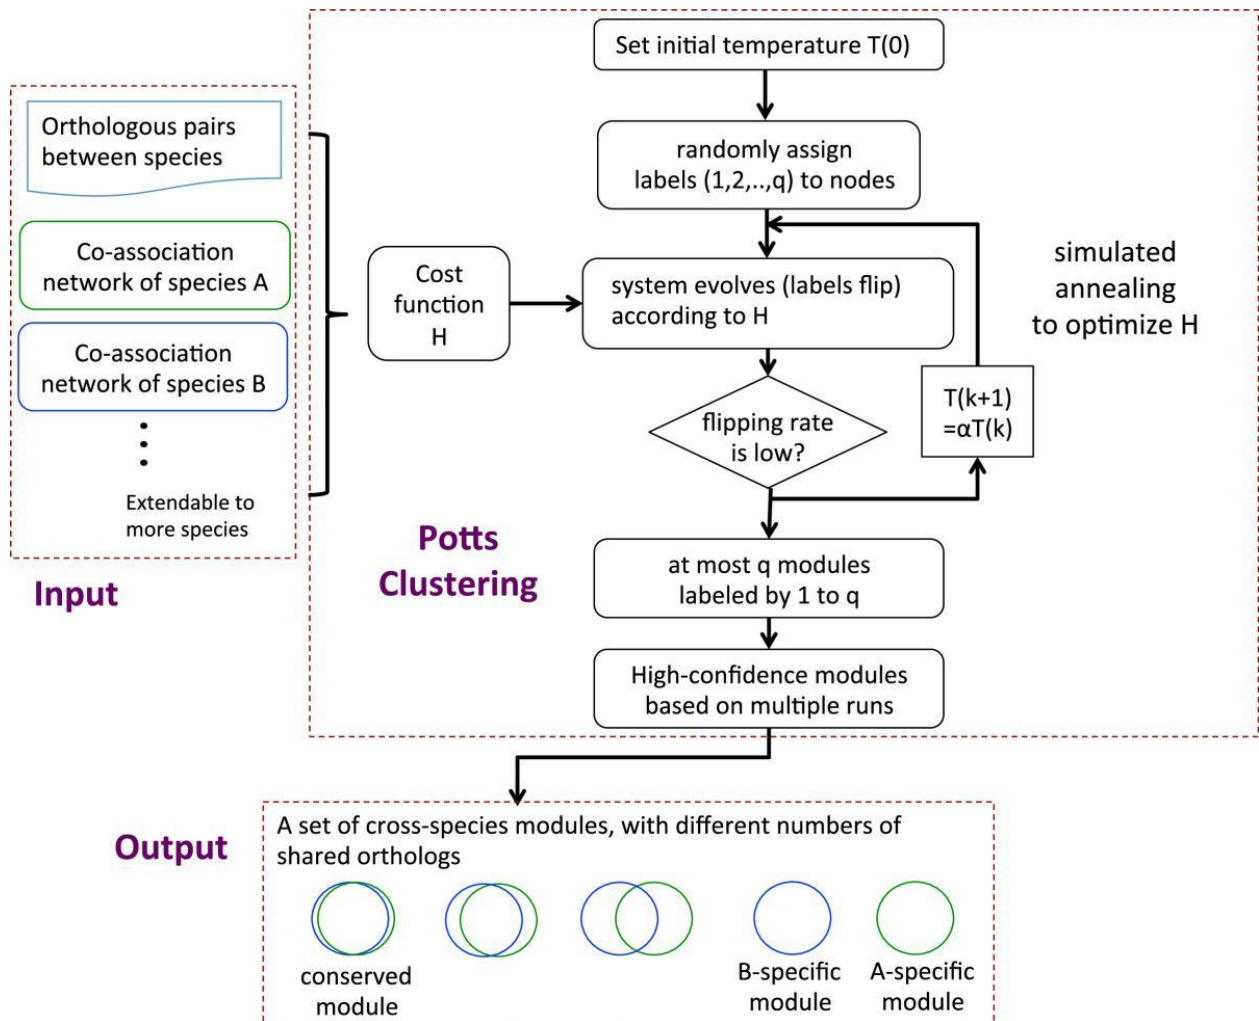 Set initial temperature T(0)
randomly assign
labels (1,2,..,q) to nodes
system evolves (labels flip)
according to H
flipping rate
is low?
T(k+1)
=αT(k)
simulated
annealing
to optimize H
at most q modules
labeled by 1 to q
High-confidence modules
based on multiple runs
Potts
Clustering
Orthologous pairs
between species
Co-association
network of species A
Co-association
network of species B
Extendable to
more species
Input
Cost
function
H
Output
A set of cross-species modules, with different numbers of
shared orthologs
conserved
module
B-specific
module
A-specific
module